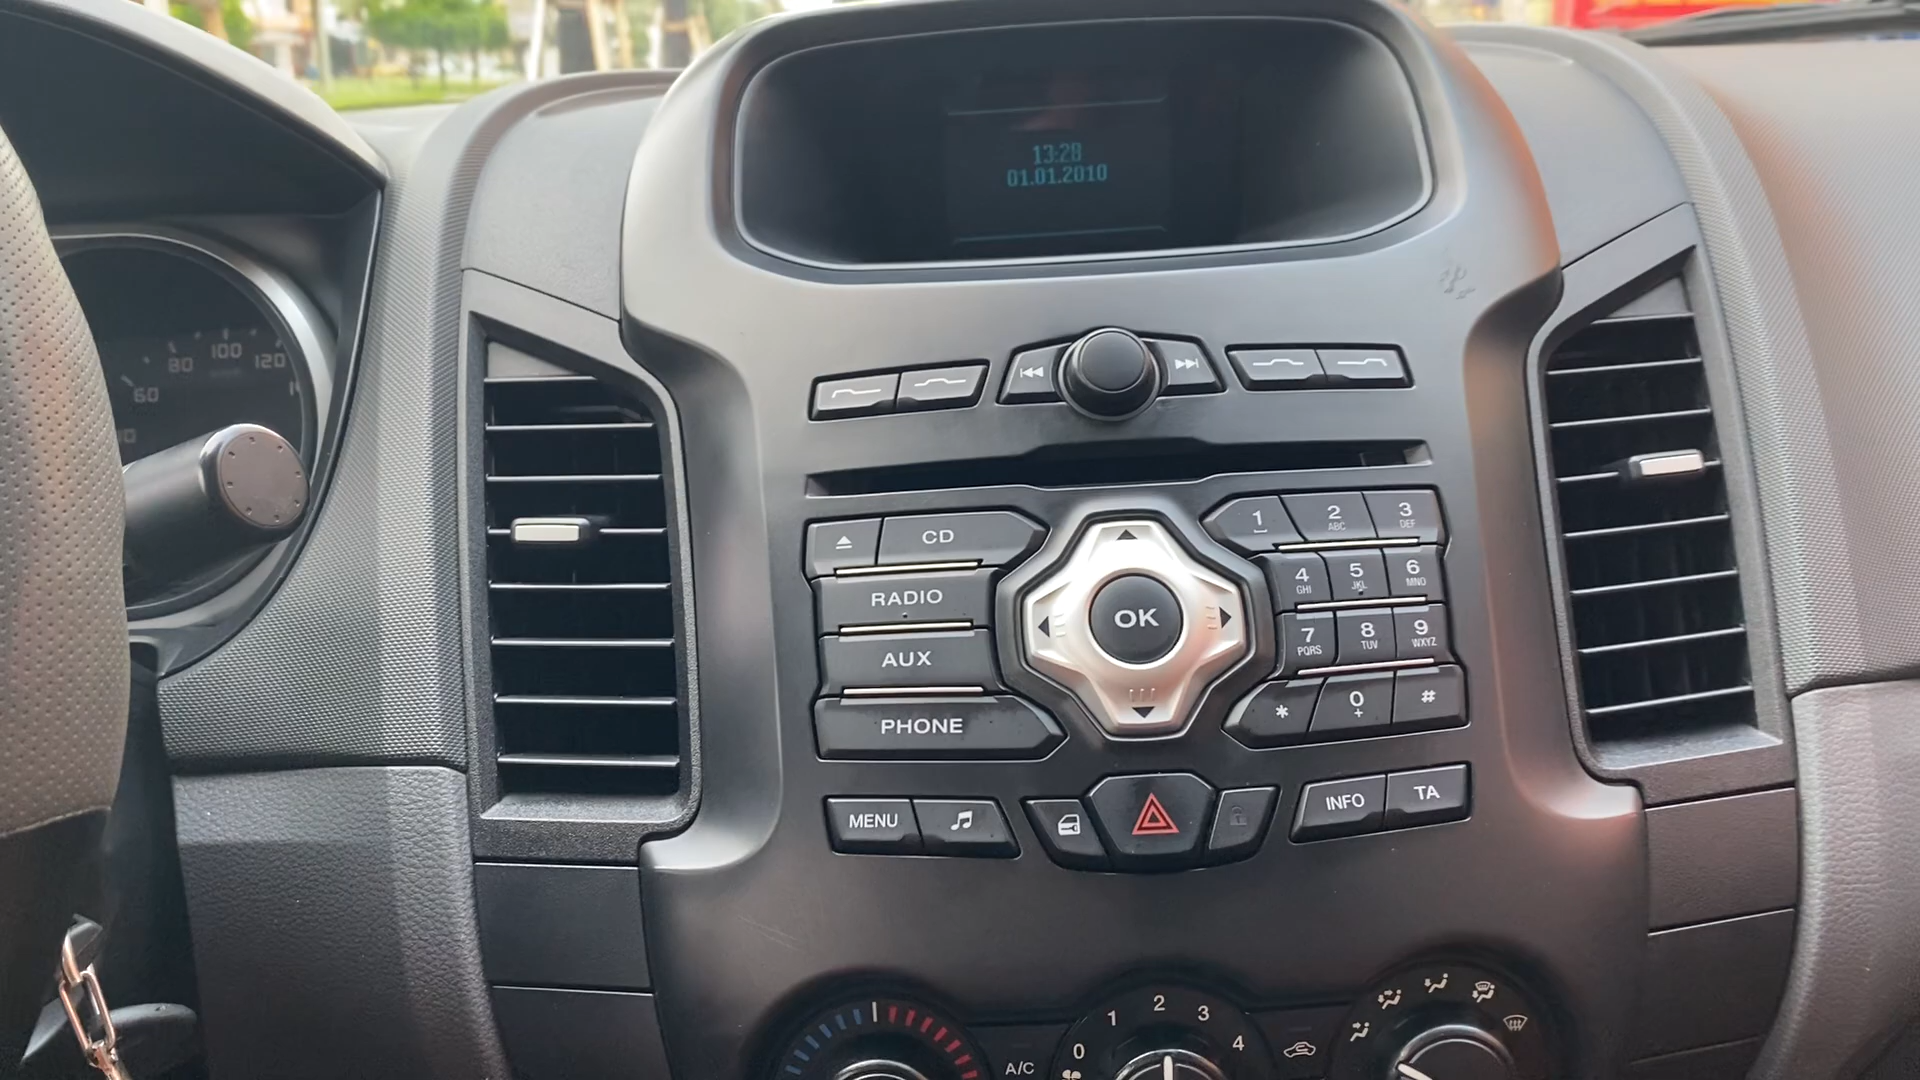 13:28
01.01.2010
60
80
100
120
CD
RADIO
AUX
PHONE
OK
1
2
ABC
3
DEF
4
GHI
5
JKL
6
MNO
7
PQRS
8
TUV
9
WXYZ
*
0
+
#
MENU
INFO
TA
0
1
2
3
4
A/C